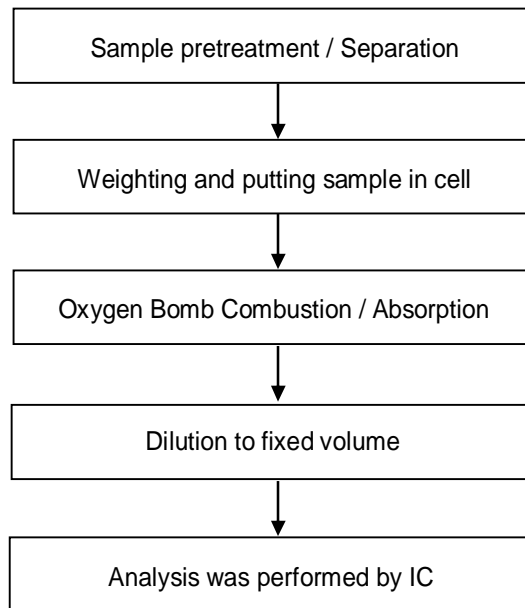 Sample pretreatment / Separation
Weighting and putting sample in cell
Oxygen Bomb Combustion / Absorption
Dilution to fixed volume
Analysis was performed by IC